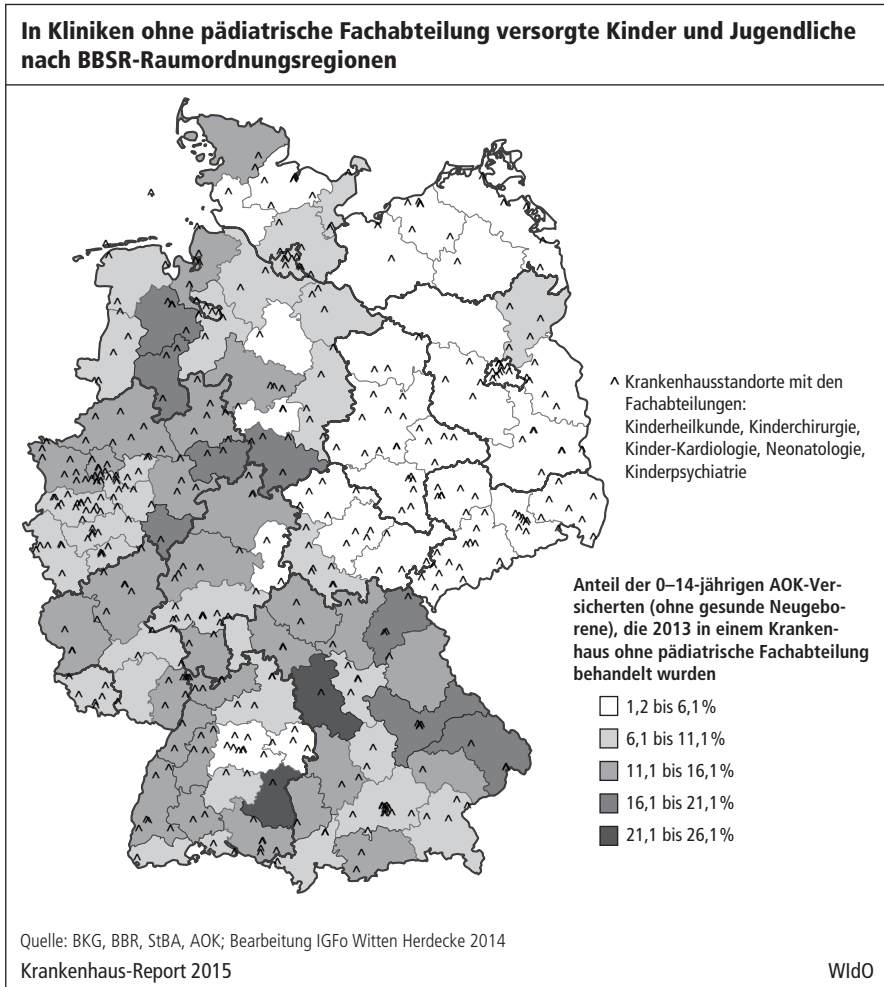 In Kliniken ohne pädiatrische Fachabteilung versorgte Kinder und Jugendliche
nach BBSR-Raumordnungsregionen
^ Krankenhausstandorte mit den
Fachabteilungen:
Kinderheilkunde, Kinderchirurgie,
Kinder-Kardiologie, Neonatologie,
Kinderpsychiatrie
Anteil der 0–14-jährigen AOK-Ver-
sicherten (ohne gesunde Neugebo-
rene), die 2013 in einem Kranken-
haus ohne pädiatrische Fachabteilung
behandelt wurden
1,2 bis 6,1%
6,1 bis 11,1%
11,1 bis 16,1%
16,1 bis 21,1%
21,1 bis 26,1%
Quelle: BKG, BBR, StBA, AOK; Bearbeitung IGFo Witten Herdecke 2014
Krankenhaus-Report 2015
WIdO